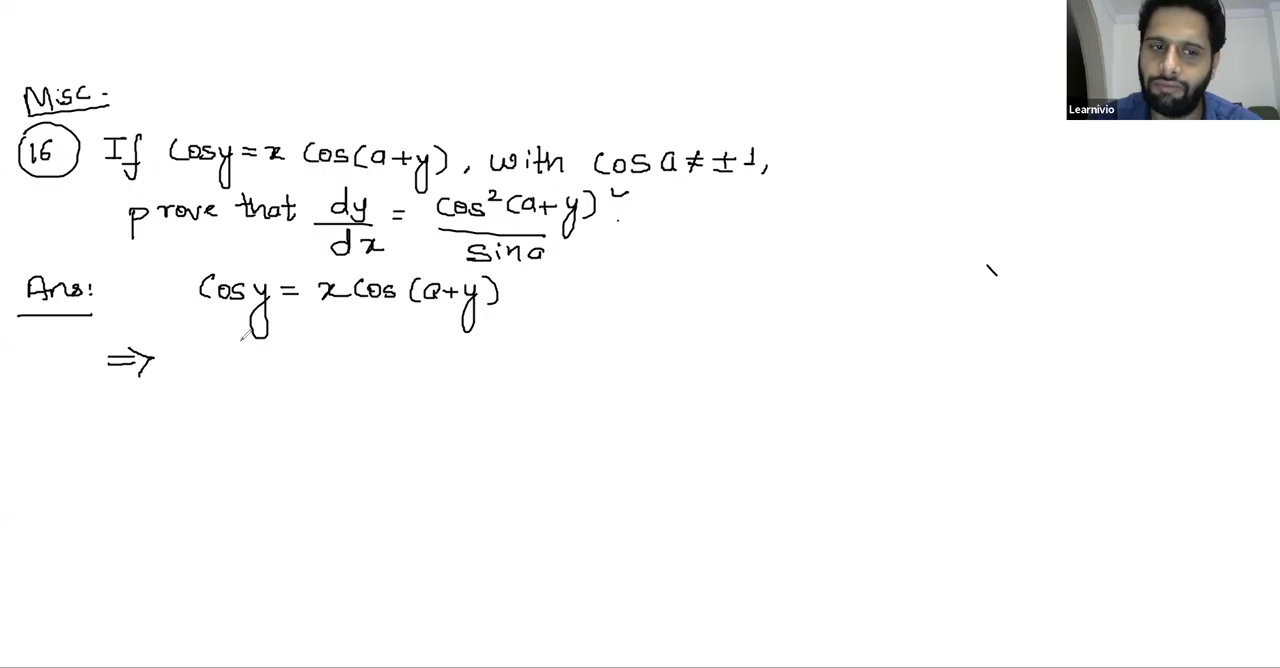 Misc.
16 If cosy = x cos(a+y), with cos a ≠ ±1,
prove that dy/dx = cos²(a+y)/sina.
Ans: cosy = x cos(a+y)
⇒
Learnivio